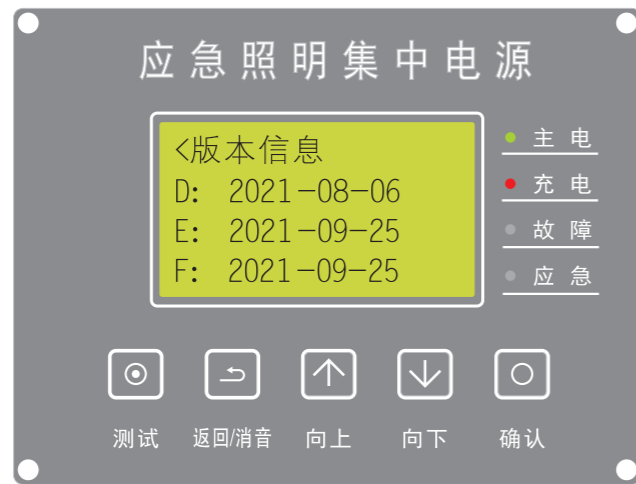 应急照明集中电源
<版本信息
D: 2021-08-06
E: 2021-09-25
F: 2021-09-25
主电
充电
故障
应急
测试 返回/消音 向上 向下 确认